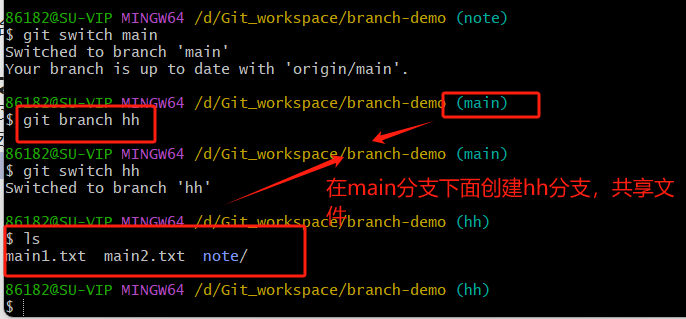 86182@SU-VIP MINGW64 /d/Git_workspace/branch-demo (note)
$ git switch main
Switched to branch 'main'
Your branch is up to date with 'origin/main'.
86182@SU-VIP MINGW64 /d/Git_workspace/branch-demo (main)
$ git branch hh
86182@SU-VIP MINGW64 /d/Git_workspace/branch-demo (main)
$ git switch hh
Switched to branch 'hh'
在main分支下面创建hh分支，共享文
件
86182@SU-VIP MINGW64 /d/Git_workspace/branch-demo (hh)
$ ls
main1.txt  main2.txt  note/
86182@SU-VIP MINGW64 /d/Git_workspace/branch-demo (hh)
$